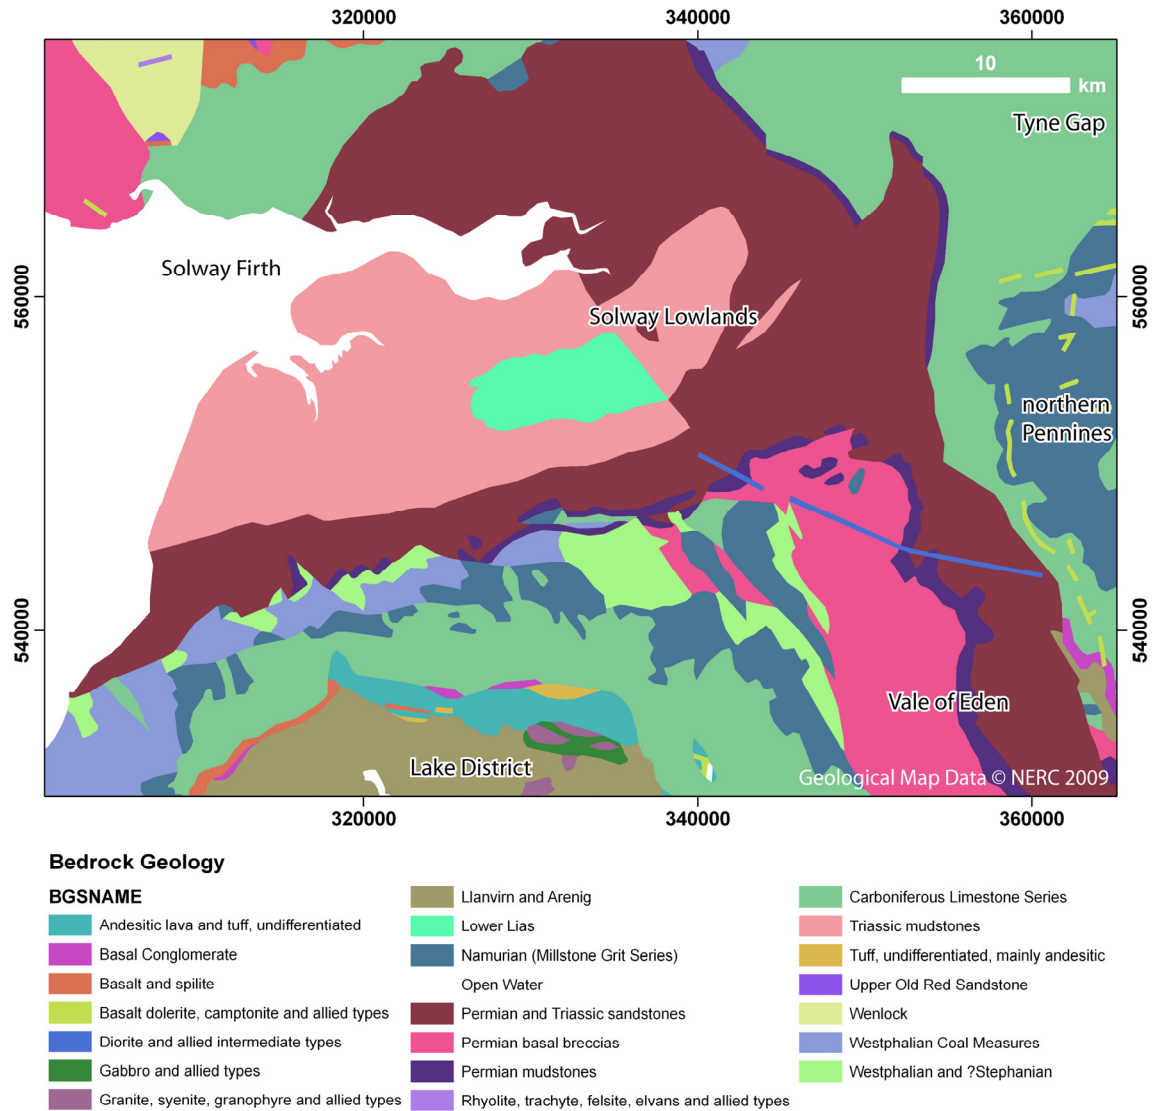 320000
340000
360000
10
km
Tyne Gap
Solway Firth
560000
560000
Solway Lowlands
northern
Pennines
540000
540000
Vale of Eden
Lake District
Geological Map Data © NERC 2009
320000
340000
360000
Bedrock Geology
BGSNAME
Andesitic lava and tuff, undifferentiated
Basal Conglomerate
Basalt and spilite
Basalt dolerite, camptonite and allied types
Diorite and allied intermediate types
Gabbro and allied types
Granite, syenite, granophyre and allied types
Llanvirn and Arenig
Lower Lias
Namurian (Millstone Grit Series)
Open Water
Permian and Triassic sandstones
Permian basal breccias
Permian mudstones
Rhyolite, trachyte, felsite, elvans and allied types
Carboniferous Limestone Series
Triassic mudstones
Tuff, undifferentiated, mainly andesitic
Upper Old Red Sandstone
Wenlock
Westphalian Coal Measures
Westphalian and ?Stephanian